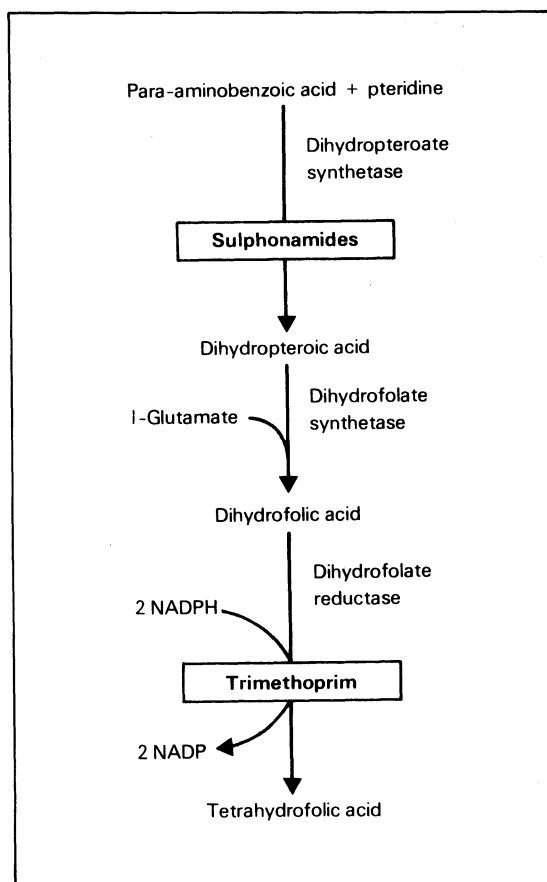 Para-aminobenzoic acid + pteridine
Dihydropteroate
synthetase
Sulphonamides
Dihydropteroic acid
Dihydrofolate
synthetase
l-Glutamate
Dihydrofolic acid
Dihydrofolate
reductase
2 NADPH
Trimethoprim
2 NADP
Tetrahydrofolic acid